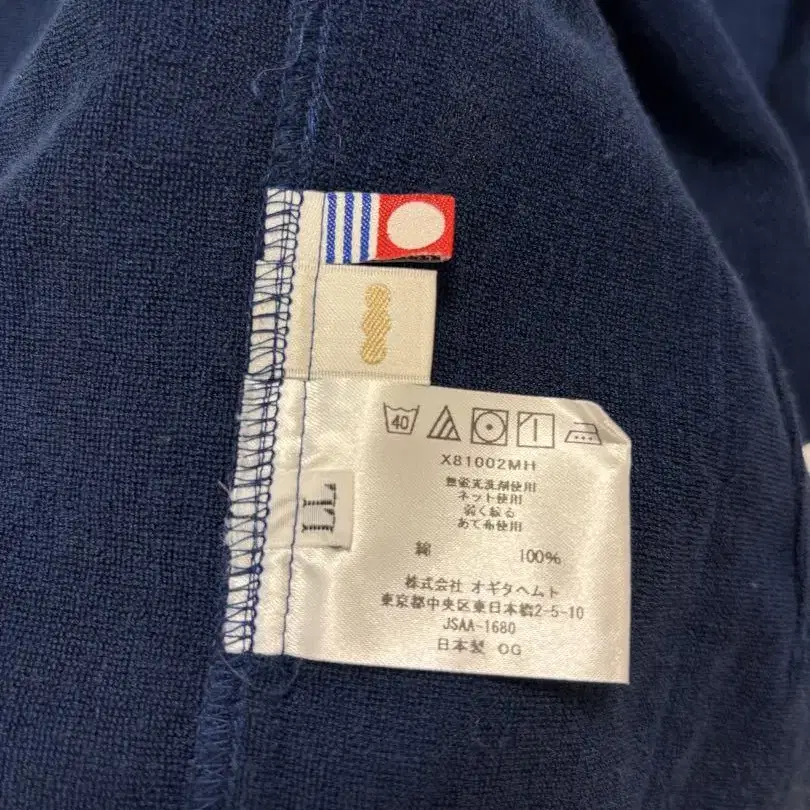 40
X81002MH
無蛍光洗剤使用
ネット使用
弱く絞る
あて布使用
綿 100%
株式会社 オギタヘムト
東京都中央区東日本橋2-5-10
JSAA-1680
日本製 OG
LL